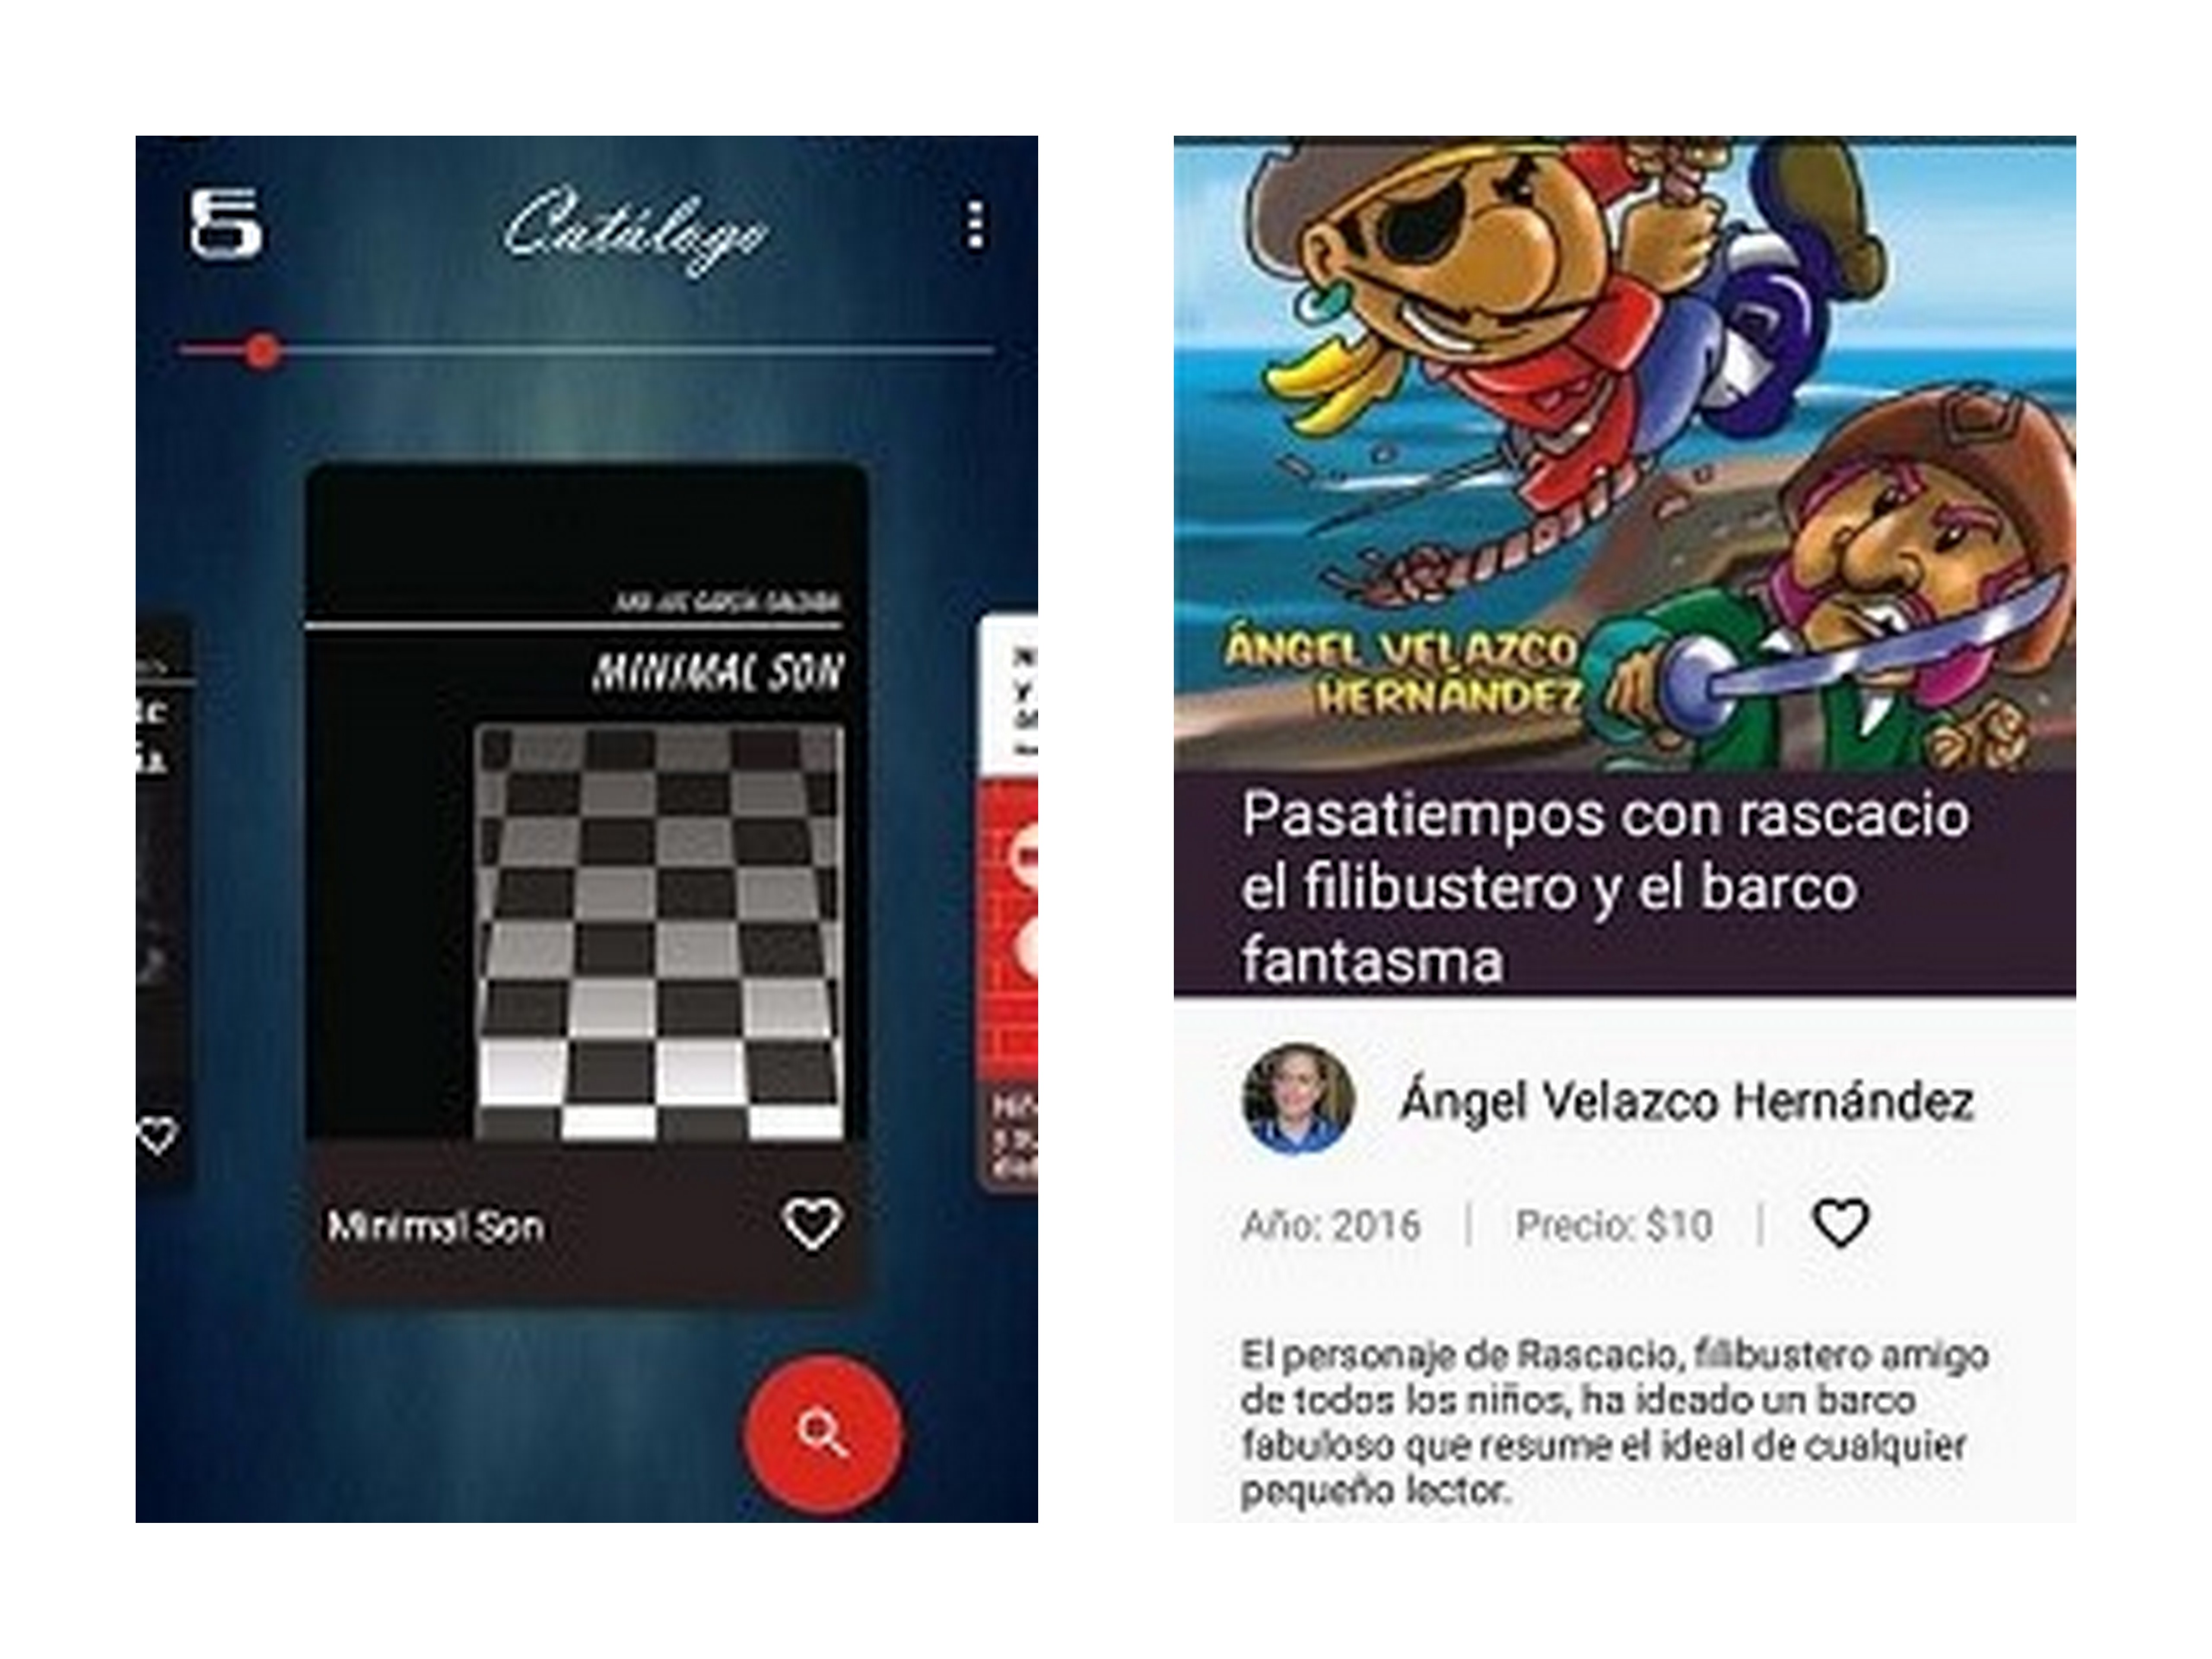 Catálogo
MINIMAL SON
Minimal Son
ÁNGEL VELAZCO
HERNÁNDEZ
Pasatiempos con rascacio
el filibustero y el barco
fantasma
Ángel Velazco Hernández
Año: 2016 | Precio: $10 |
El personaje de Rascacio, filibustero amigo
de todos los niños, ha ideado un barco
fabuloso que resume el ideal de cualquier
pequeño lector.